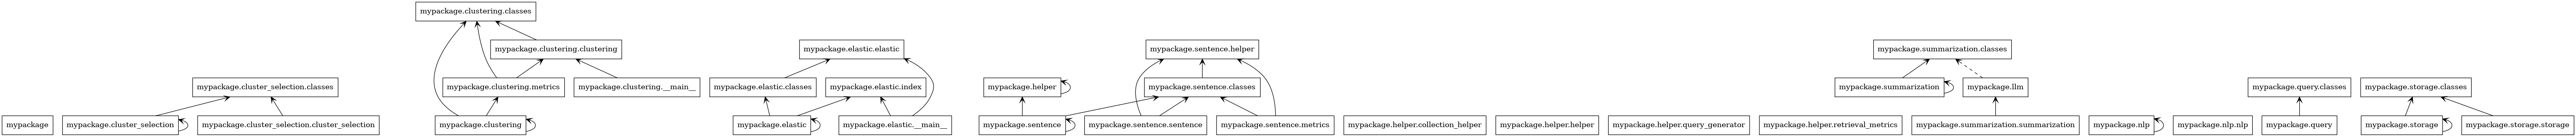 mypackage.clustering.classes
mypackage.clustering.clustering
mypackage.elastic.elastic
mypackage.sentence.helper
mypackage.summarization.classes
mypackage.cluster_selection.classes
mypackage.clustering.metrics
mypackage.clustering.__main__
mypackage.elastic.classes
mypackage.elastic.index
mypackage.helper
mypackage.sentence.classes
mypackage.summarization
mypackage.llm
mypackage.query.classes
mypackage.storage.classes
mypackage
mypackage.cluster_selection
mypackage.cluster_selection.cluster_selection
mypackage.clustering
mypackage.elastic
mypackage.elastic.__main__
mypackage.sentence
mypackage.sentence.sentence
mypackage.sentence.metrics
mypackage.helper.collection_helper
mypackage.helper.helper
mypackage.helper.query_generator
mypackage.helper.retrieval_metrics
mypackage.summarization.summarization
mypackage.nlp
mypackage.nlp.nlp
mypackage.query
mypackage.storage
mypackage.storage.storage